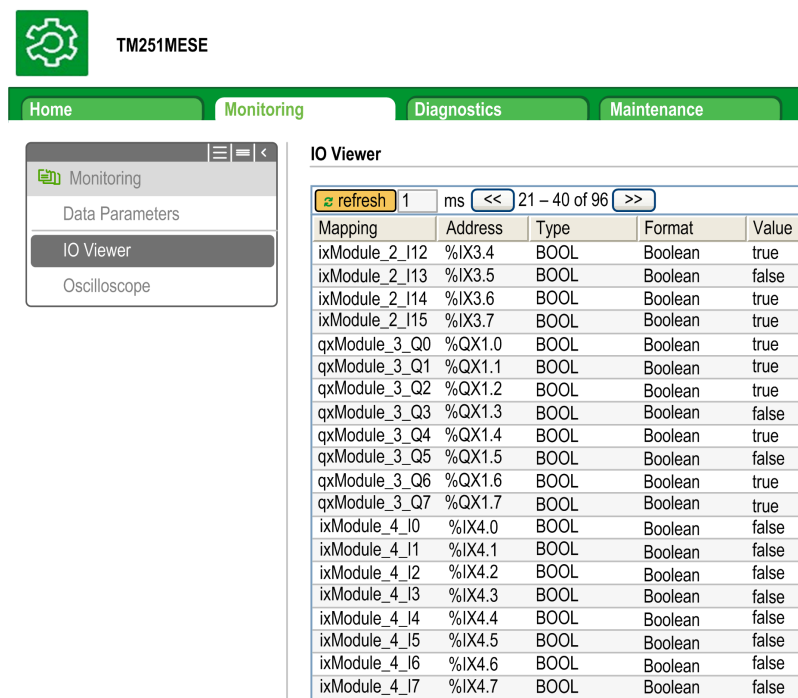 TM251MESE
Home Monitoring Diagnostics Maintenance
Monitoring
Data Parameters
IO Viewer
Oscilloscope
IO Viewer
refresh 1 ms << 21 – 40 of 96 >>
Mapping Address Type Format Value
ixModule_2_I12 %IX3.4 BOOL Boolean true
ixModule_2_I13 %IX3.5 BOOL Boolean false
ixModule_2_I14 %IX3.6 BOOL Boolean true
ixModule_2_I15 %IX3.7 BOOL Boolean true
qxModule_3_Q0 %QX1.0 BOOL Boolean true
qxModule_3_Q1 %QX1.1 BOOL Boolean true
qxModule_3_Q2 %QX1.2 BOOL Boolean true
qxModule_3_Q3 %QX1.3 BOOL Boolean false
qxModule_3_Q4 %QX1.4 BOOL Boolean true
qxModule_3_Q5 %QX1.5 BOOL Boolean false
qxModule_3_Q6 %QX1.6 BOOL Boolean true
qxModule_3_Q7 %QX1.7 BOOL Boolean true
ixModule_4_I0 %IX4.0 BOOL Boolean false
ixModule_4_I1 %IX4.1 BOOL Boolean false
ixModule_4_I2 %IX4.2 BOOL Boolean false
ixModule_4_I3 %IX4.3 BOOL Boolean false
ixModule_4_I4 %IX4.4 BOOL Boolean false
ixModule_4_I5 %IX4.5 BOOL Boolean false
ixModule_4_I6 %IX4.6 BOOL Boolean false
ixModule_4_I7 %IX4.7 BOOL Boolean false